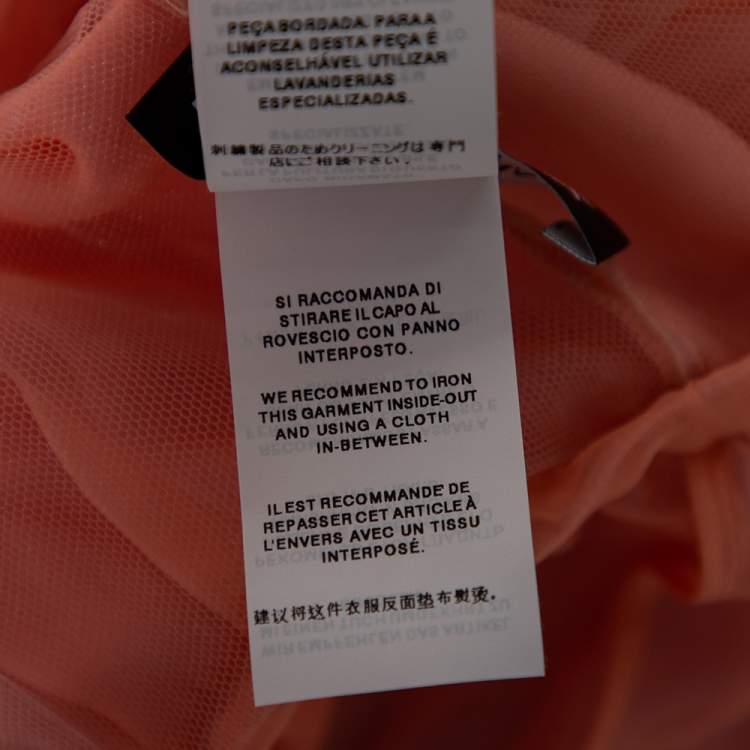 PEÇA BORDADA. PARA A
LIMPEZA DESTA PEÇA É
ACONSELHÁVEL UTILIZAR
LAVANDERIAS
ESPECIALIZADAS.
刺繍製品のためクリーニングは専門
店にご相談下さい。
SI RACCOMANDA DI
STIRARE IL CAPO AL
ROVESCIO CON PANNO
INTERPOSTO.
WE RECOMMEND TO IRON
THIS GARMENT INSIDE-OUT
AND USING A CLOTH
IN-BETWEEN.
IL EST RECOMMANDE' DE
REPASSER CET ARTICLE À
L'ENVERS AVEC UN TISSU
INTERPOSÉ.
建议将这件衣服反面垫布熨烫。